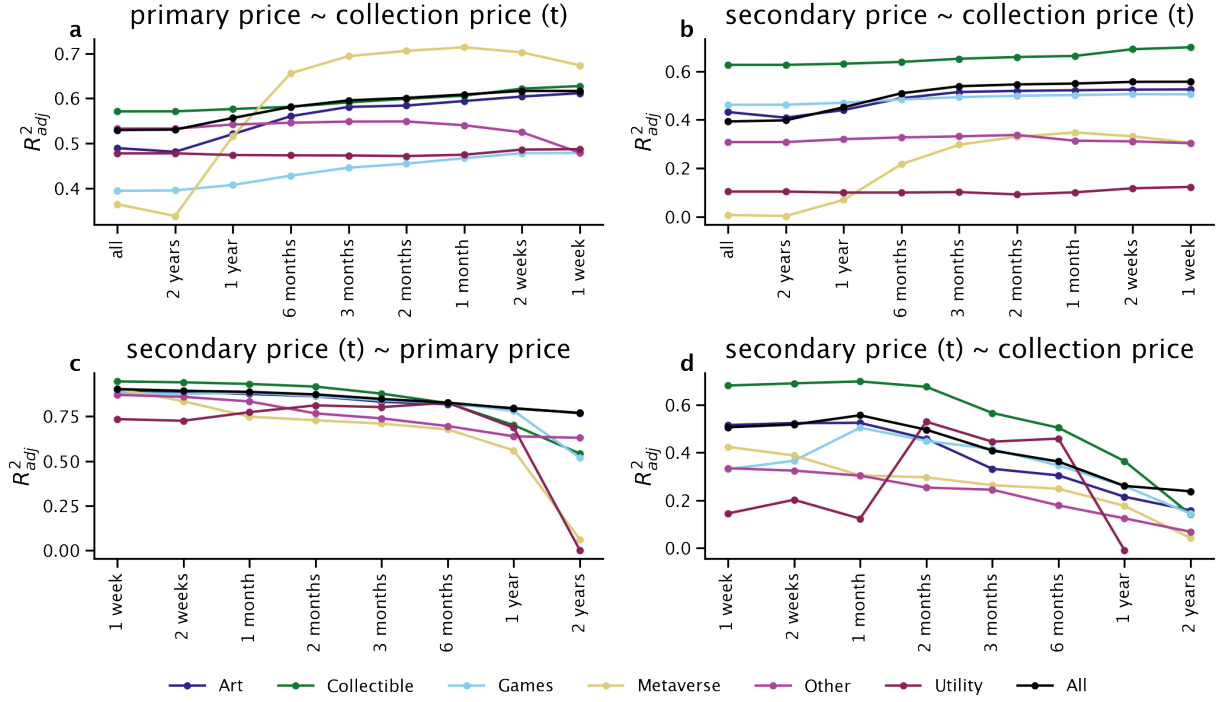 a
primary price ~ collection price (t)
R²adj
0.7
0.6
0.5
0.4
all
2 years
1 year
6 months
3 months
2 months
1 month
2 weeks
1 week
b
secondary price ~ collection price (t)
R²adj
0.6
0.4
0.2
0.0
all
2 years
1 year
6 months
3 months
2 months
1 month
2 weeks
1 week
c
secondary price (t) ~ primary price
R²adj
0.75
0.50
0.25
0.00
1 week
2 weeks
1 month
2 months
3 months
6 months
1 year
2 years
d
secondary price (t) ~ collection price
R²adj
0.6
0.4
0.2
0.0
1 week
2 weeks
1 month
2 months
3 months
6 months
1 year
2 years
Art Collectible Games Metaverse Other Utility All